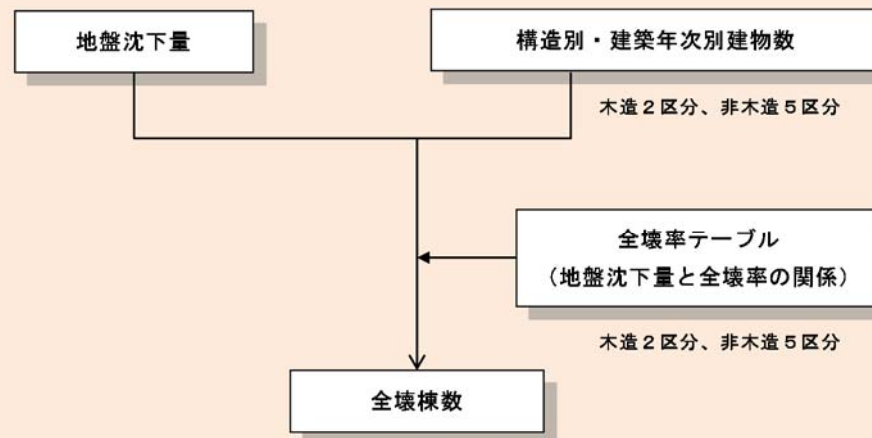 地盤沈下量
構造別・建築年次別建物数
木造２区分、非木造５区分
全壊率テーブル
（地盤沈下量と全壊率の関係）
木造２区分、非木造５区分
全壊棟数